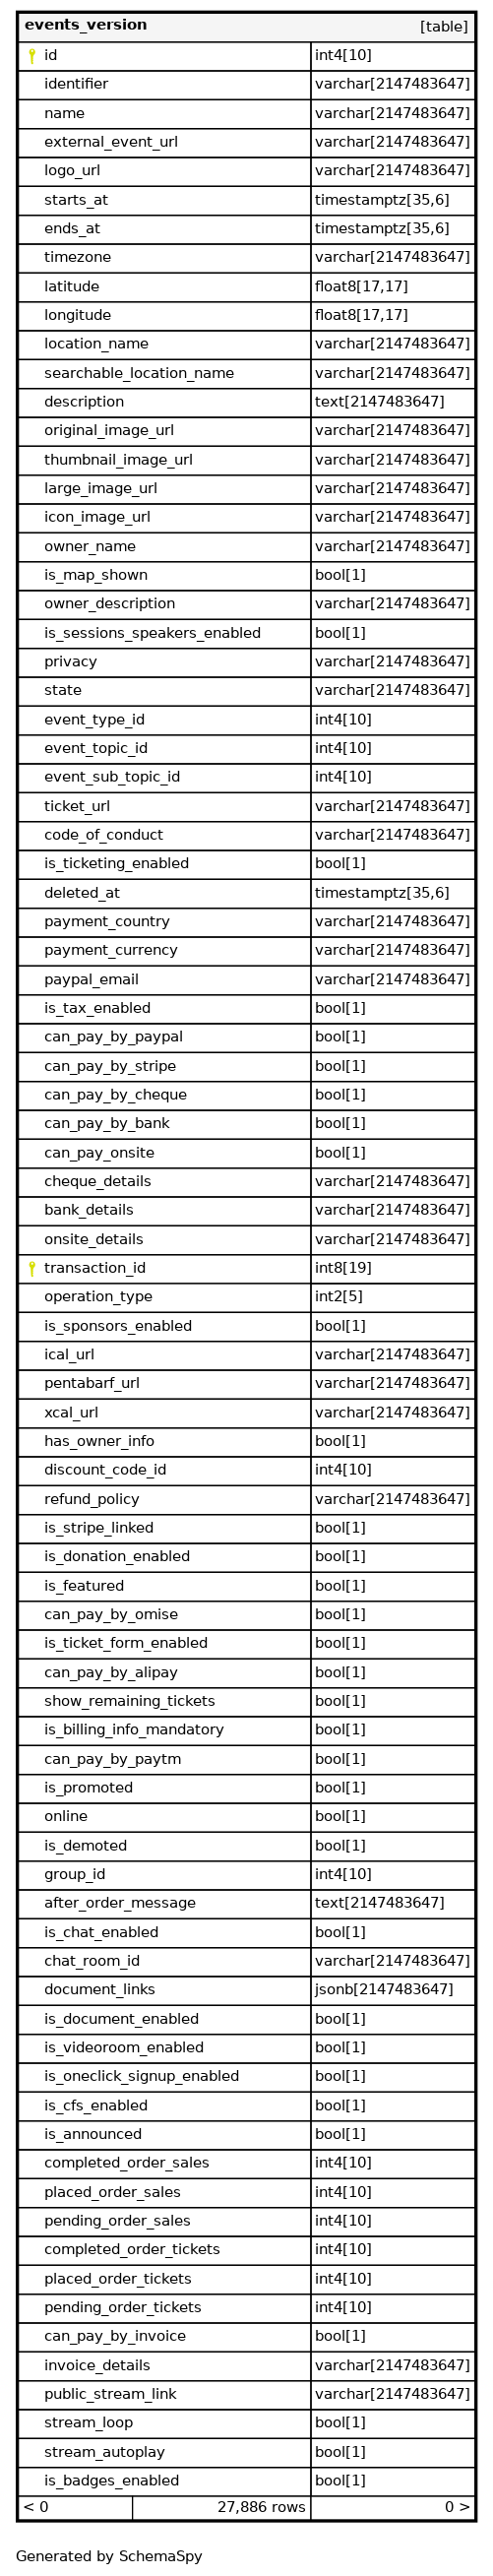 events_version [table]
id int4[10]
identifier varchar[2147483647]
name varchar[2147483647]
external_event_url varchar[2147483647]
logo_url varchar[2147483647]
starts_at timestamptz[35,6]
ends_at timestamptz[35,6]
timezone varchar[2147483647]
latitude float8[17,17]
longitude float8[17,17]
location_name varchar[2147483647]
searchable_location_name varchar[2147483647]
description text[2147483647]
original_image_url varchar[2147483647]
thumbnail_image_url varchar[2147483647]
large_image_url varchar[2147483647]
icon_image_url varchar[2147483647]
owner_name varchar[2147483647]
is_map_shown bool[1]
owner_description varchar[2147483647]
is_sessions_speakers_enabled bool[1]
privacy varchar[2147483647]
state varchar[2147483647]
event_type_id int4[10]
event_topic_id int4[10]
event_sub_topic_id int4[10]
ticket_url varchar[2147483647]
code_of_conduct varchar[2147483647]
is_ticketing_enabled bool[1]
deleted_at timestamptz[35,6]
payment_country varchar[2147483647]
payment_currency varchar[2147483647]
paypal_email varchar[2147483647]
is_tax_enabled bool[1]
can_pay_by_paypal bool[1]
can_pay_by_stripe bool[1]
can_pay_by_cheque bool[1]
can_pay_by_bank bool[1]
can_pay_onsite bool[1]
cheque_details varchar[2147483647]
bank_details varchar[2147483647]
onsite_details varchar[2147483647]
transaction_id int8[19]
operation_type int2[5]
is_sponsors_enabled bool[1]
ical_url varchar[2147483647]
pentabarf_url varchar[2147483647]
xcal_url varchar[2147483647]
has_owner_info bool[1]
discount_code_id int4[10]
refund_policy varchar[2147483647]
is_stripe_linked bool[1]
is_donation_enabled bool[1]
is_featured bool[1]
can_pay_by_omise bool[1]
is_ticket_form_enabled bool[1]
can_pay_by_alipay bool[1]
show_remaining_tickets bool[1]
is_billing_info_mandatory bool[1]
can_pay_by_paytm bool[1]
is_promoted bool[1]
online bool[1]
is_demoted bool[1]
group_id int4[10]
after_order_message text[2147483647]
is_chat_enabled bool[1]
chat_room_id varchar[2147483647]
document_links jsonb[2147483647]
is_document_enabled bool[1]
is_videoroom_enabled bool[1]
is_oneclick_signup_enabled bool[1]
is_cfs_enabled bool[1]
is_announced bool[1]
completed_order_sales int4[10]
placed_order_sales int4[10]
pending_order_sales int4[10]
completed_order_tickets int4[10]
placed_order_tickets int4[10]
pending_order_tickets int4[10]
can_pay_by_invoice bool[1]
invoice_details varchar[2147483647]
public_stream_link varchar[2147483647]
stream_loop bool[1]
stream_autoplay bool[1]
is_badges_enabled bool[1]
< 0 27,886 rows 0 >
Generated by SchemaSpy